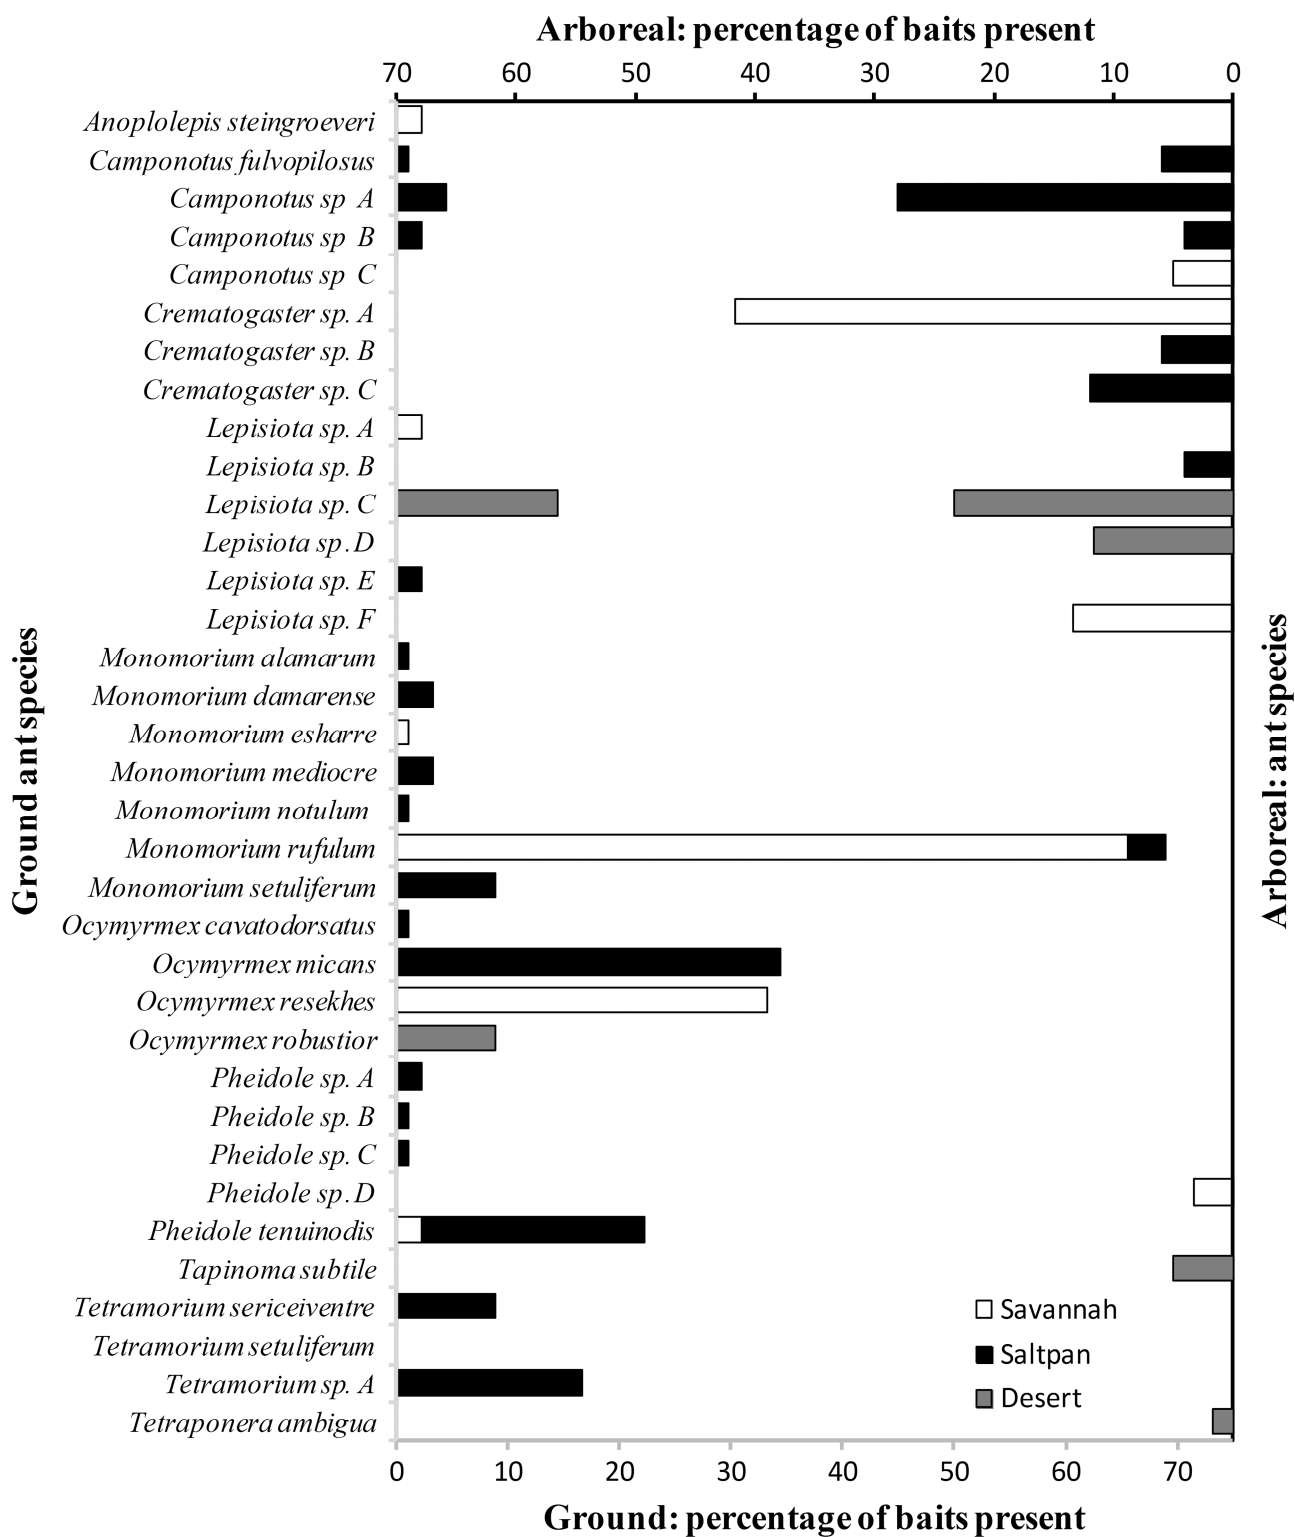 Arboreal: percentage of baits present
70 60 50 40 30 20 10 0
Anoplolepis steingroeveri
Camponotus fulvopilosus
Camponotus sp A
Camponotus sp B
Camponotus sp C
Crematogaster sp. A
Crematogaster sp. B
Crematogaster sp. C
Lepisiota sp. A
Lepisiota sp. B
Lepisiota sp. C
Lepisiota sp. D
Lepisiota sp. E
Lepisiota sp. F
Monomorium alamarum
Monomorium damarense
Monomorium esharre
Monomorium mediocre
Monomorium notulum
Monomorium rufulum
Monomorium setuliferum
Ocymyrmex cavatodorsatus
Ocymyrmex micans
Ocymyrmex resekhes
Ocymyrmex robustior
Pheidole sp. A
Pheidole sp. B
Pheidole sp. C
Pheidole sp. D
Pheidole tenuinodis
Tapinoma subtile
Tetramorium sericeiventre
Tetramorium setuliferum
Tetramorium sp. A
Tetraponera ambigua
Ground ant species
Arboreal: ant species
Savannah
Saltpan
Desert
0 10 20 30 40 50 60 70
Ground: percentage of baits present